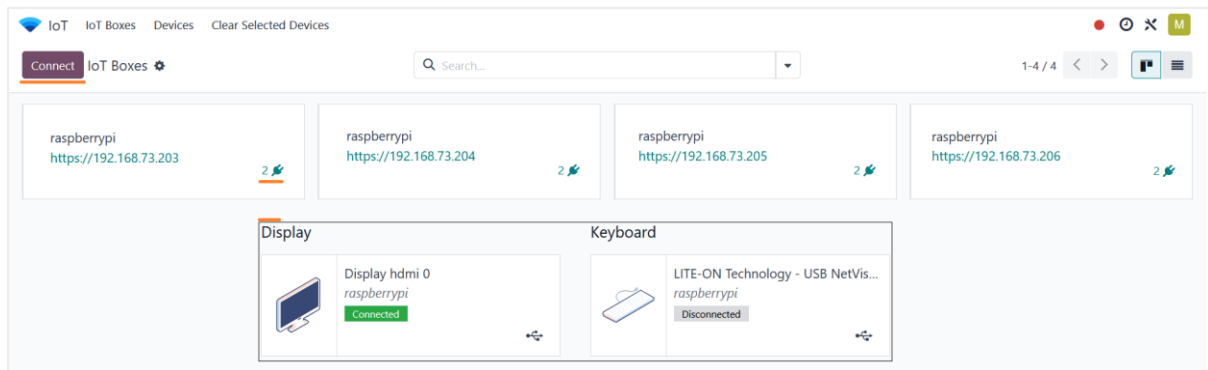 IoT IoT Boxes Devices Clear Selected Devices M
Connect IoT Boxes Search... 1-4 / 4
raspberrypi
https://192.168.73.203
2
raspberrypi
https://192.168.73.204
2
raspberrypi
https://192.168.73.205
2
raspberrypi
https://192.168.73.206
2
Display
Display hdmi 0
raspberrypi
Connected
Keyboard
LITE-ON Technology - USB NetVis...
raspberrypi
Disconnected